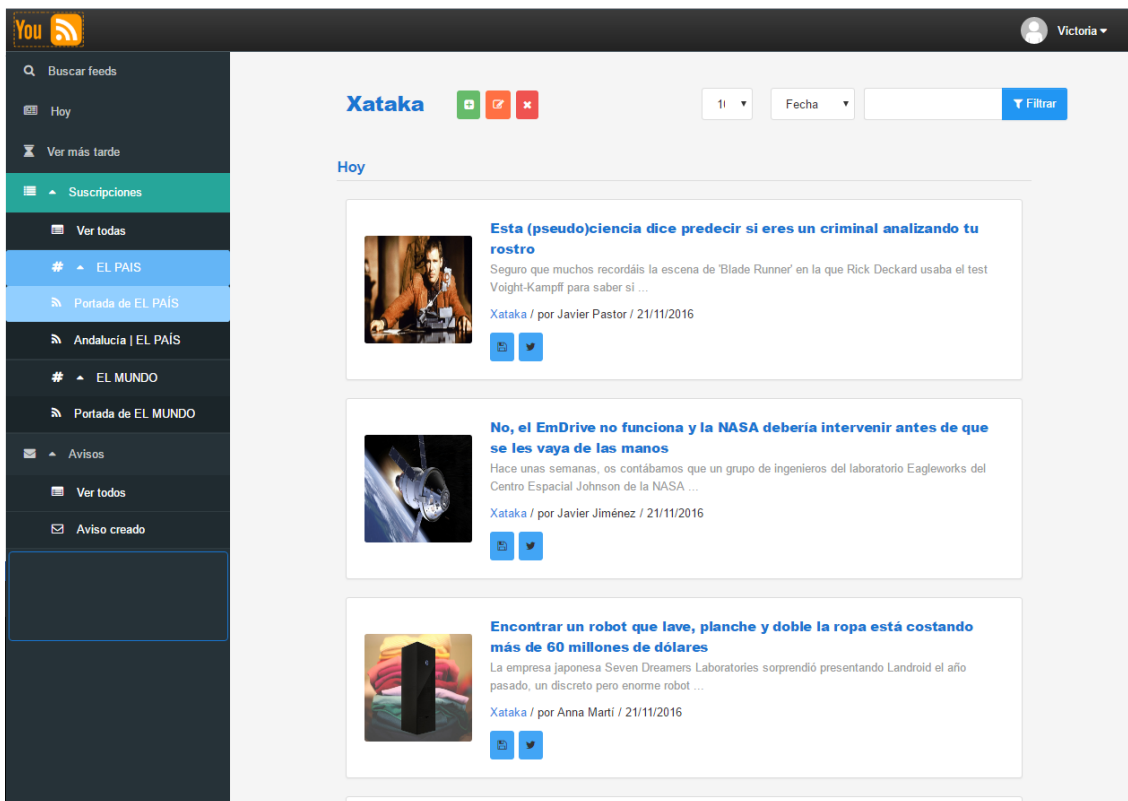 You
Victoria
Buscar feeds
Hoy
Ver más tarde
Suscripciones
Ver todas
# EL PAIS
Portada de EL PAÍS
Andalucía | EL PAÍS
# EL MUNDO
Portada de EL MUNDO
Avisos
Ver todos
Aviso creado
Xataka
Fecha
Filtrar
Hoy
Esta (pseudo)ciencia dice predecir si eres un criminal analizando tu
rostro
Seguro que muchos recordáis la escena de 'Blade Runner' en la que Rick Deckard usaba el test
Voight-Kampff para saber si ...
Xataka / por Javier Pastor / 21/11/2016
No, el EmDrive no funciona y la NASA debería intervenir antes de que
se les vaya de las manos
Hace unas semanas, os contábamos que un grupo de ingenieros del laboratorio Eagleworks del
Centro Espacial Johnson de la NASA ...
Xataka / por Javier Jiménez / 21/11/2016
Encontrar un robot que lave, planche y doble la ropa está costando
más de 60 millones de dólares
La empresa japonesa Seven Dreamers Laboratories sorprendió presentando Landroid el año
pasado, un discreto pero enorme robot ...
Xataka / por Anna Martí / 21/11/2016